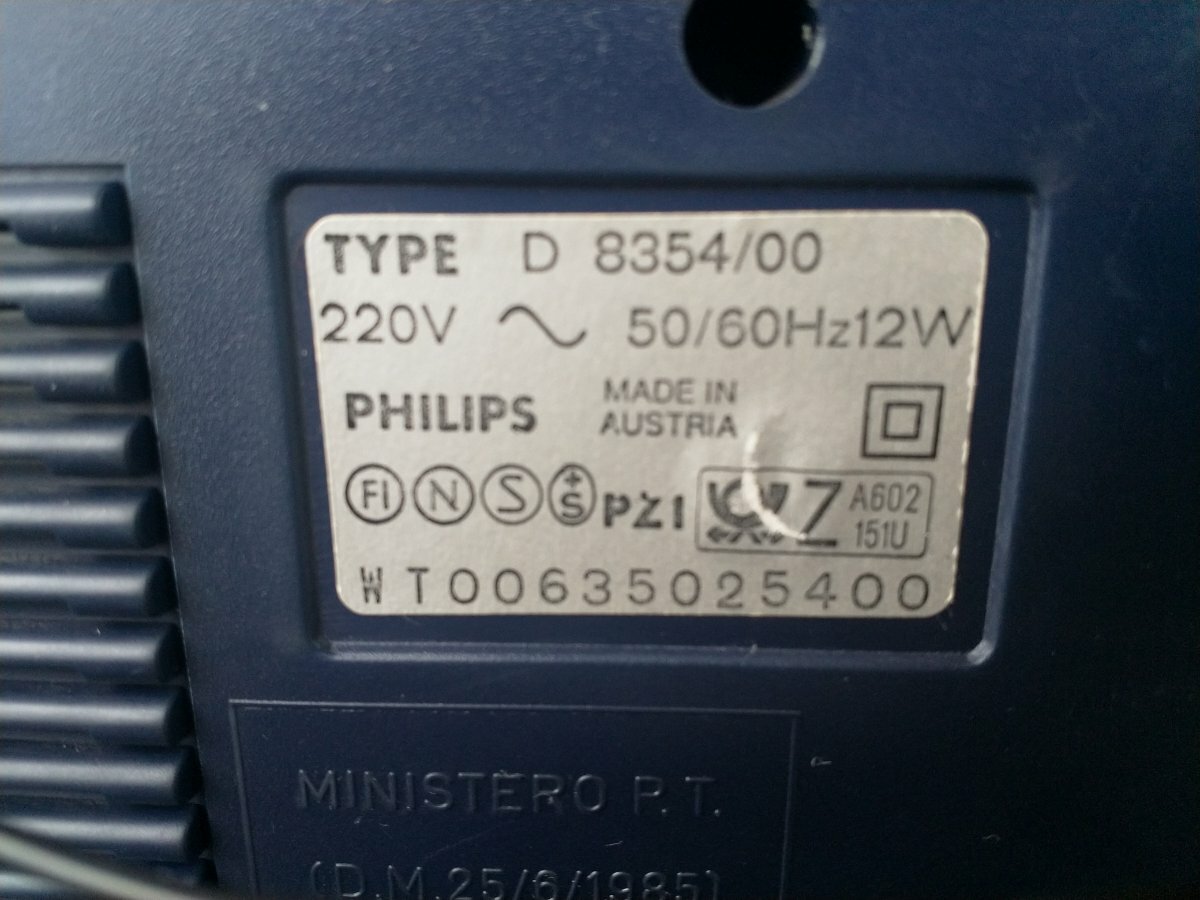 TYPE D 8354/00
220V ~ 50/60Hz12W
PHILIPS MADE IN
AUSTRIA
FI N S +S PZI Z A602
151U
WT00635025400
MINISTERO P.T.
(D.M.25/6/1985)